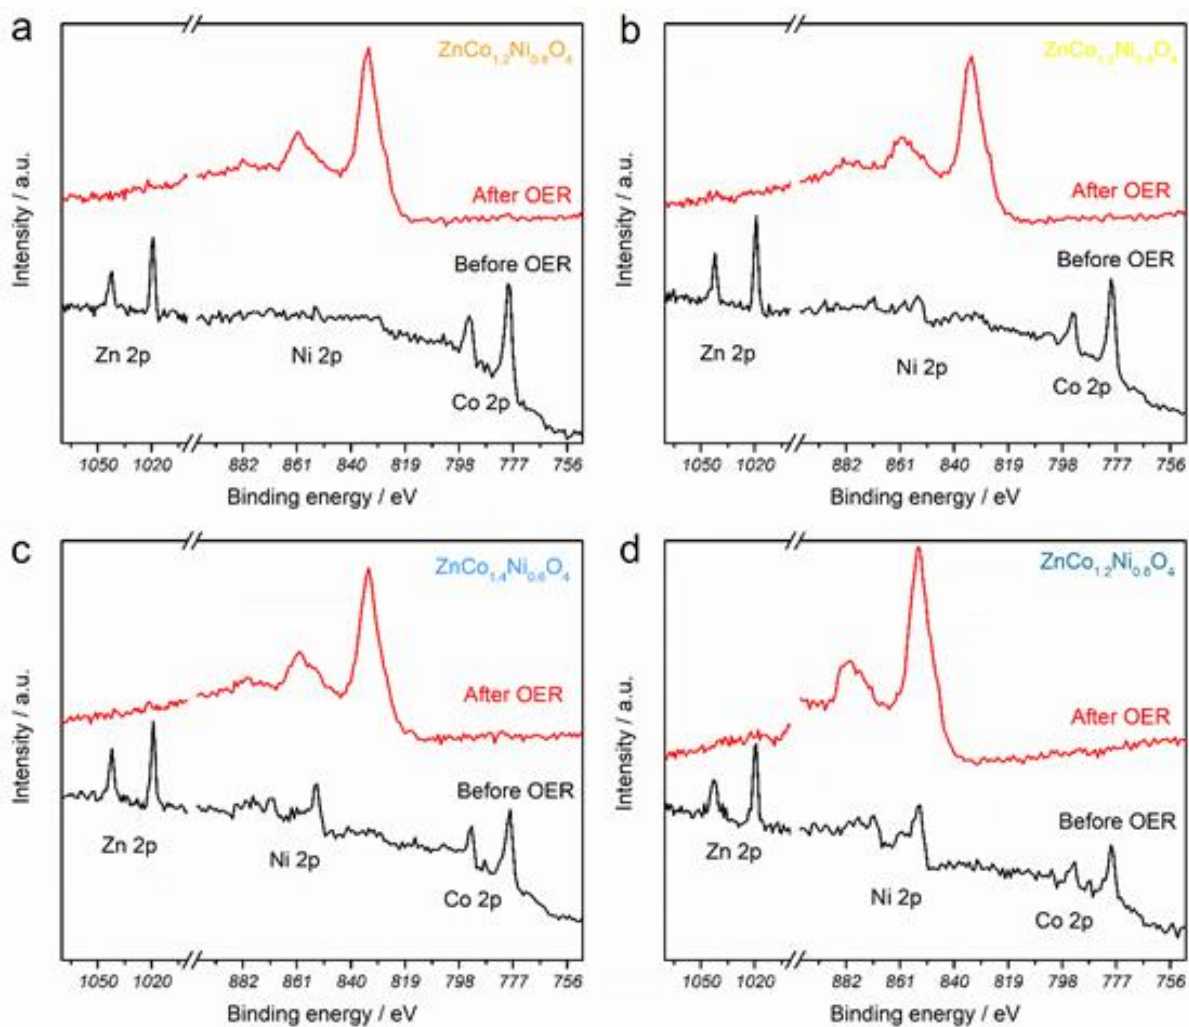 a
ZnCo1.2Ni0.8O4
After OER
Before OER
Zn 2p
Ni 2p
Co 2p
Intensity / a.u.
1050 1020 882 861 840 819 798 777 756
Binding energy / eV
b
After OER
Before OER
Zn 2p
Ni 2p
Co 2p
Intensity / a.u.
1050 1020 882 861 840 819 798 777 756
Binding energy / eV
c
ZnCo1.4Ni0.6O4
After OER
Before OER
Zn 2p
Ni 2p
Co 2p
Intensity / a.u.
1050 1020 882 861 840 819 798 777 756
Binding energy / eV
d
ZnCo1.2Ni0.8O4
After OER
Before OER
Zn 2p
Ni 2p
Co 2p
Intensity / a.u.
1050 1020 882 861 840 819 798 777 756
Binding energy / eV